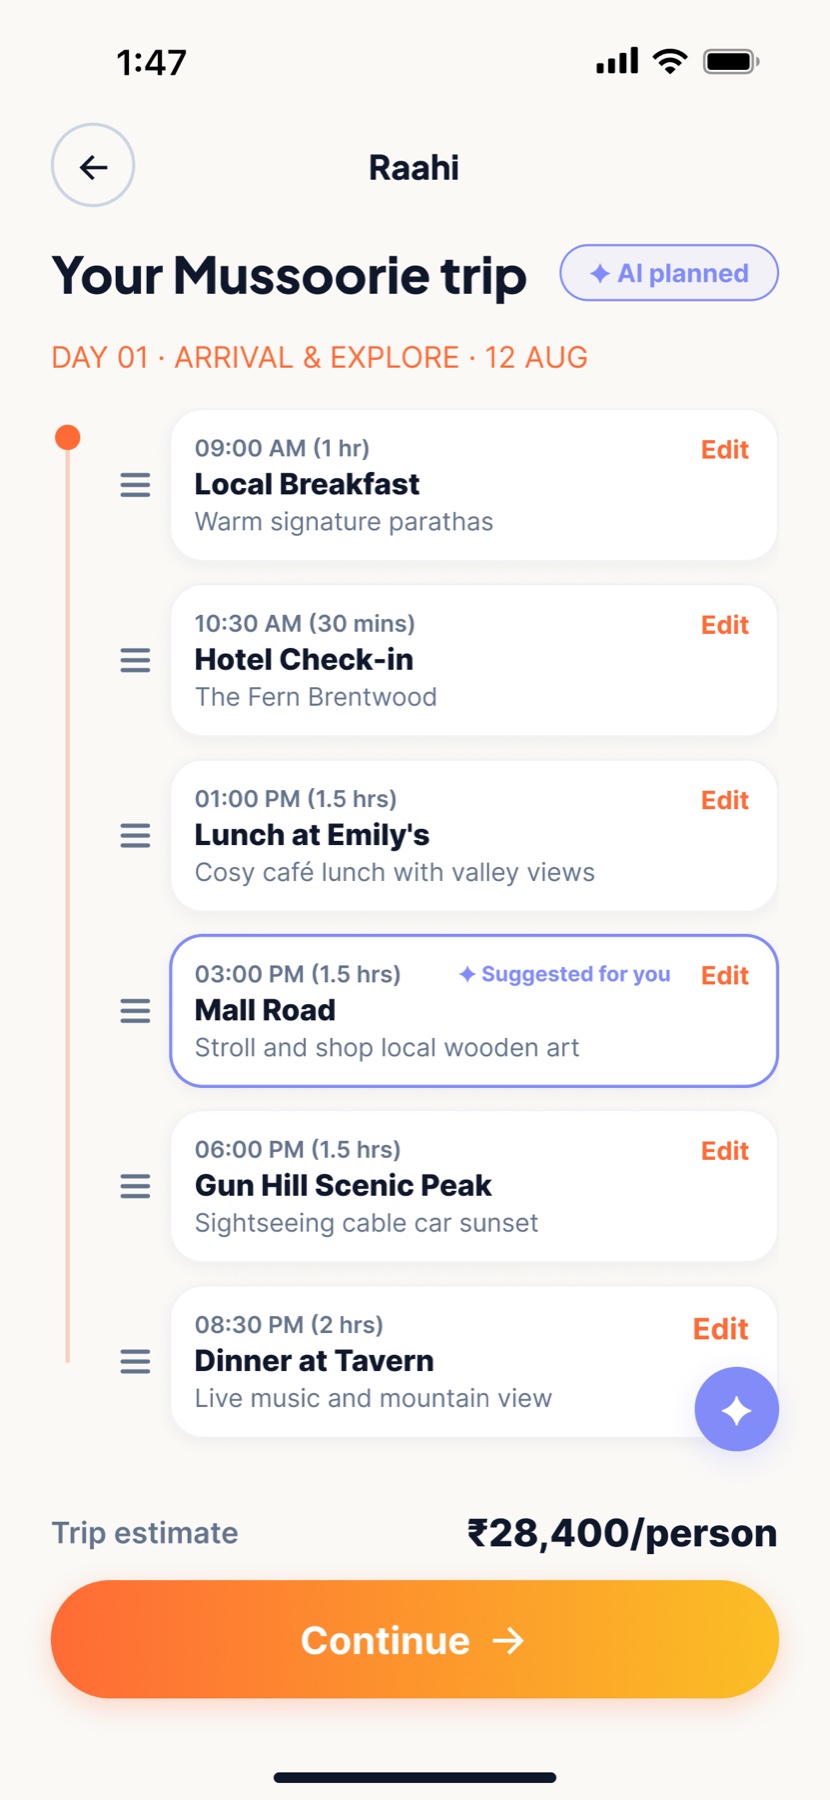 1:47
Raahi
Your Mussoorie trip
AI planned
DAY 01 · ARRIVAL & EXPLORE · 12 AUG
09:00 AM (1 hr)
Edit
Local Breakfast
Warm signature parathas
10:30 AM (30 mins)
Edit
Hotel Check-in
The Fern Brentwood
01:00 PM (1.5 hrs)
Edit
Lunch at Emily's
Cosy café lunch with valley views
03:00 PM (1.5 hrs)
Suggested for you
Edit
Mall Road
Stroll and shop local wooden art
06:00 PM (1.5 hrs)
Edit
Gun Hill Scenic Peak
Sightseeing cable car sunset
08:30 PM (2 hrs)
Edit
Dinner at Tavern
Live music and mountain view
Trip estimate
₹28,400/person
Continue →